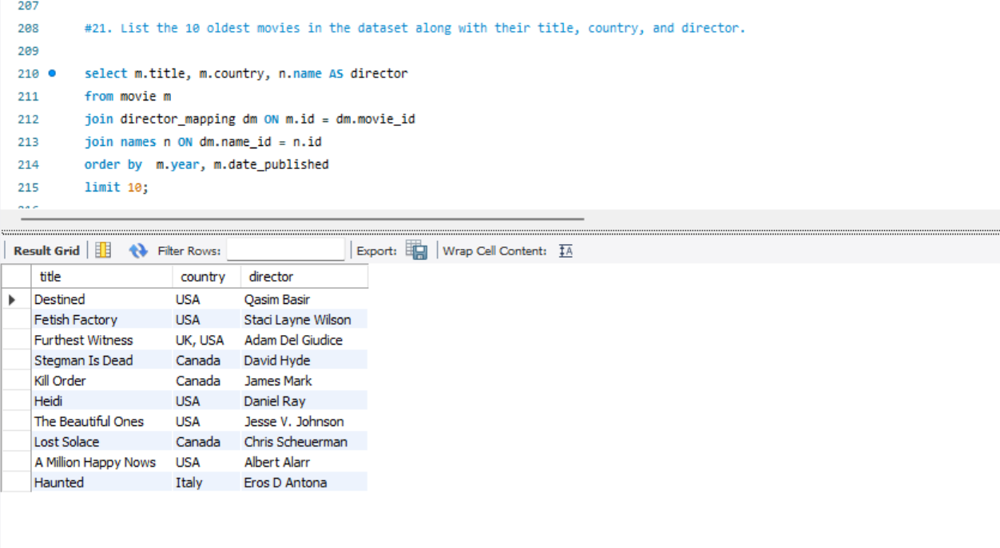 207
208 #21. List the 10 oldest movies in the dataset along with their title, country, and director.
209
210 select m.title, m.country, n.name AS director
211 from movie m
212 join director_mapping dm ON m.id = dm.movie_id
213 join names n ON dm.name_id = n.id
214 order by  m.year, m.date_published
215 limit 10;
Result Grid Filter Rows: Export: Wrap Cell Content:
title country director
Destined USA Qasim Basir
Fetish Factory USA Staci Layne Wilson
Furthest Witness UK, USA Adam Del Giudice
Stegman Is Dead Canada David Hyde
Kill Order Canada James Mark
Heidi USA Daniel Ray
The Beautiful Ones USA Jesse V. Johnson
Lost Solace Canada Chris Scheuerman
A Million Happy Nows USA Albert Alarr
Haunted Italy Eros D Antona